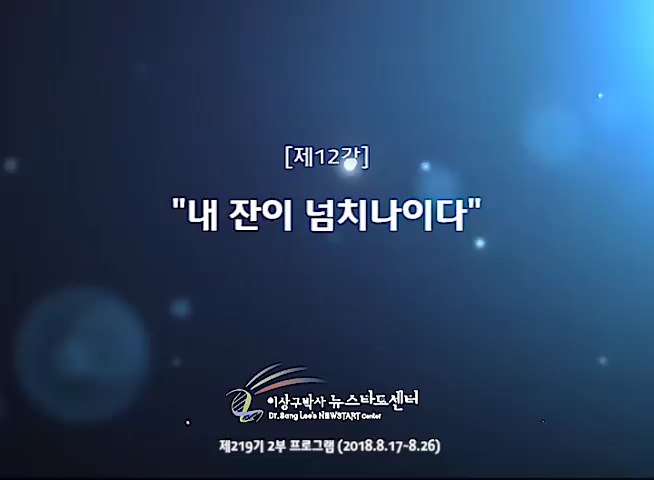 [제12강]
"내 잔이 넘치나이다"
이상구박사 뉴스타트센터
Dr. Sang Lee's NEWSTART Center
제219기 2부 프로그램 (2018.8.17~8.26)